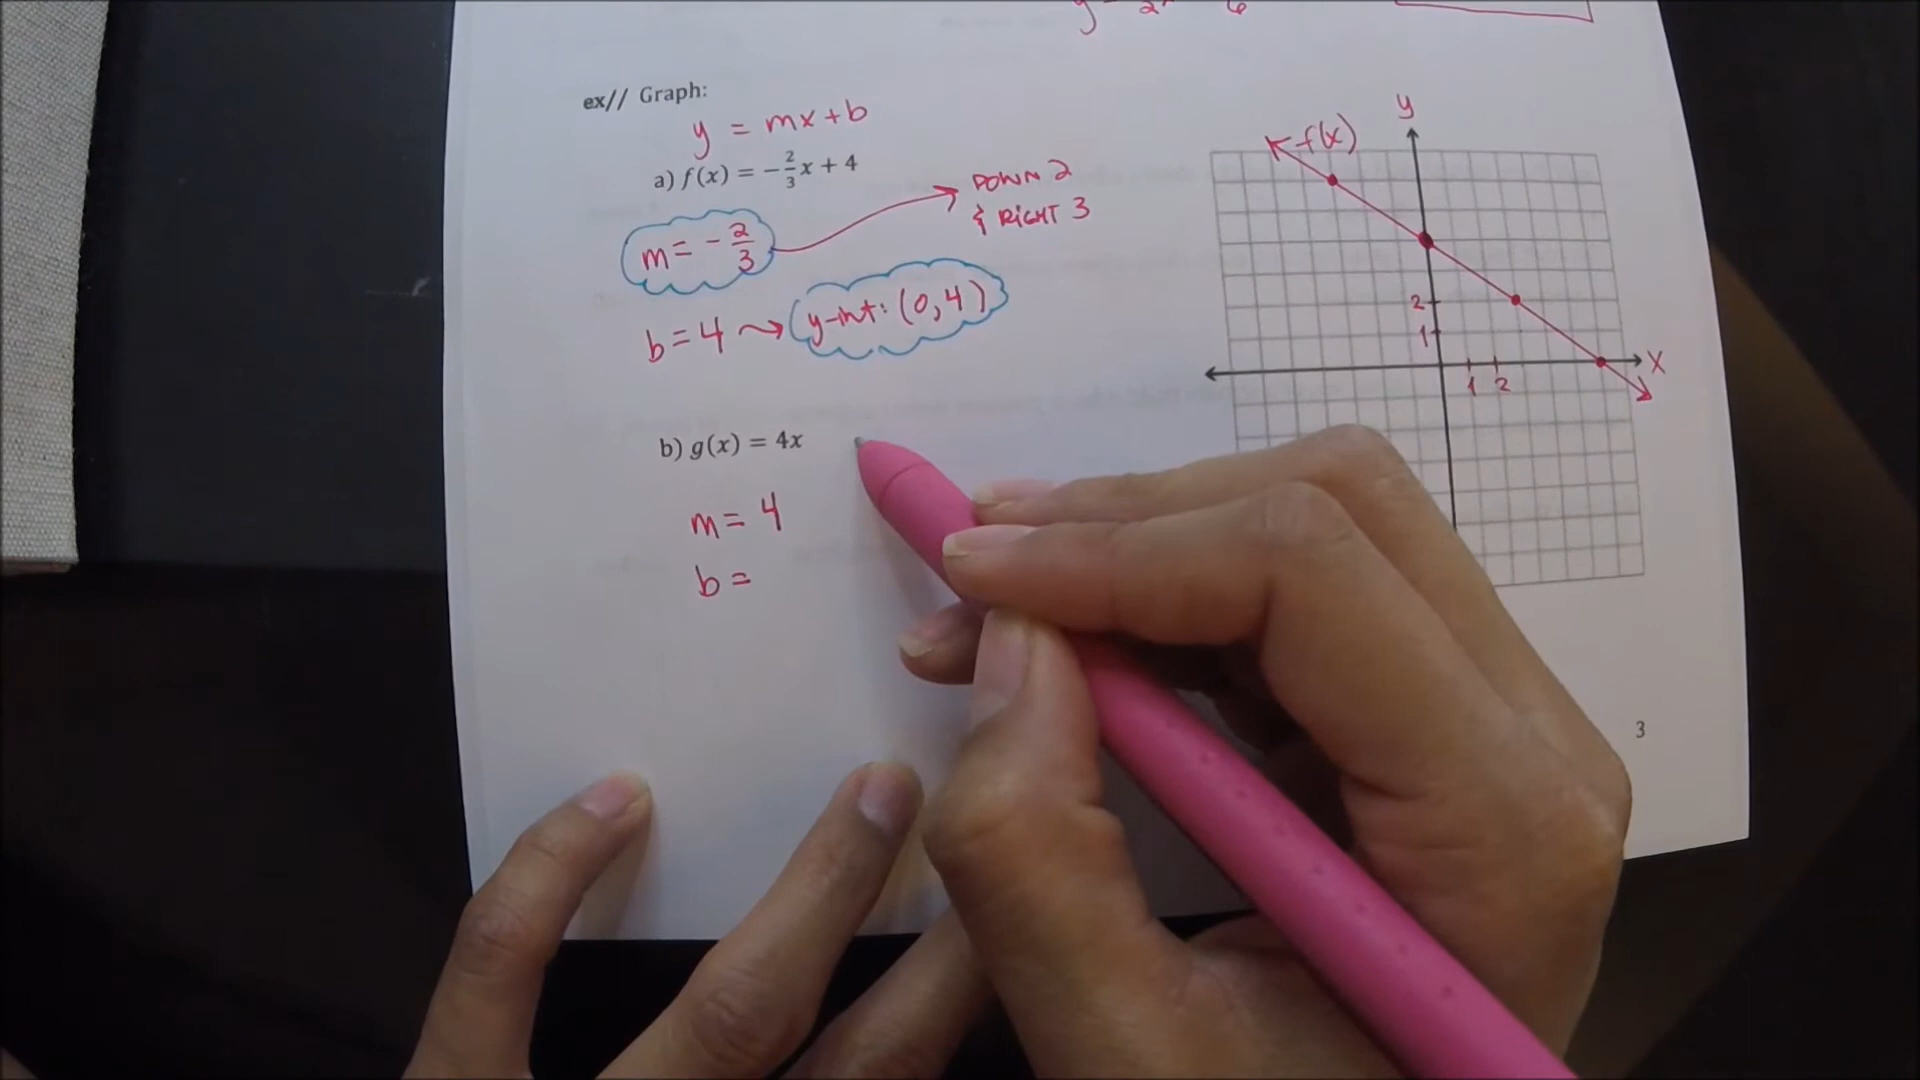 ex// Graph:
y = mx + b
a) f(x) = -2/3 x + 4
m = - 2/3
DOWN 2
& RIGHT 3
b = 4 → y-int: (0, 4)
b) g(x) = 4x
m = 4
b =
y
f(x)
2
1
1 2
x
3